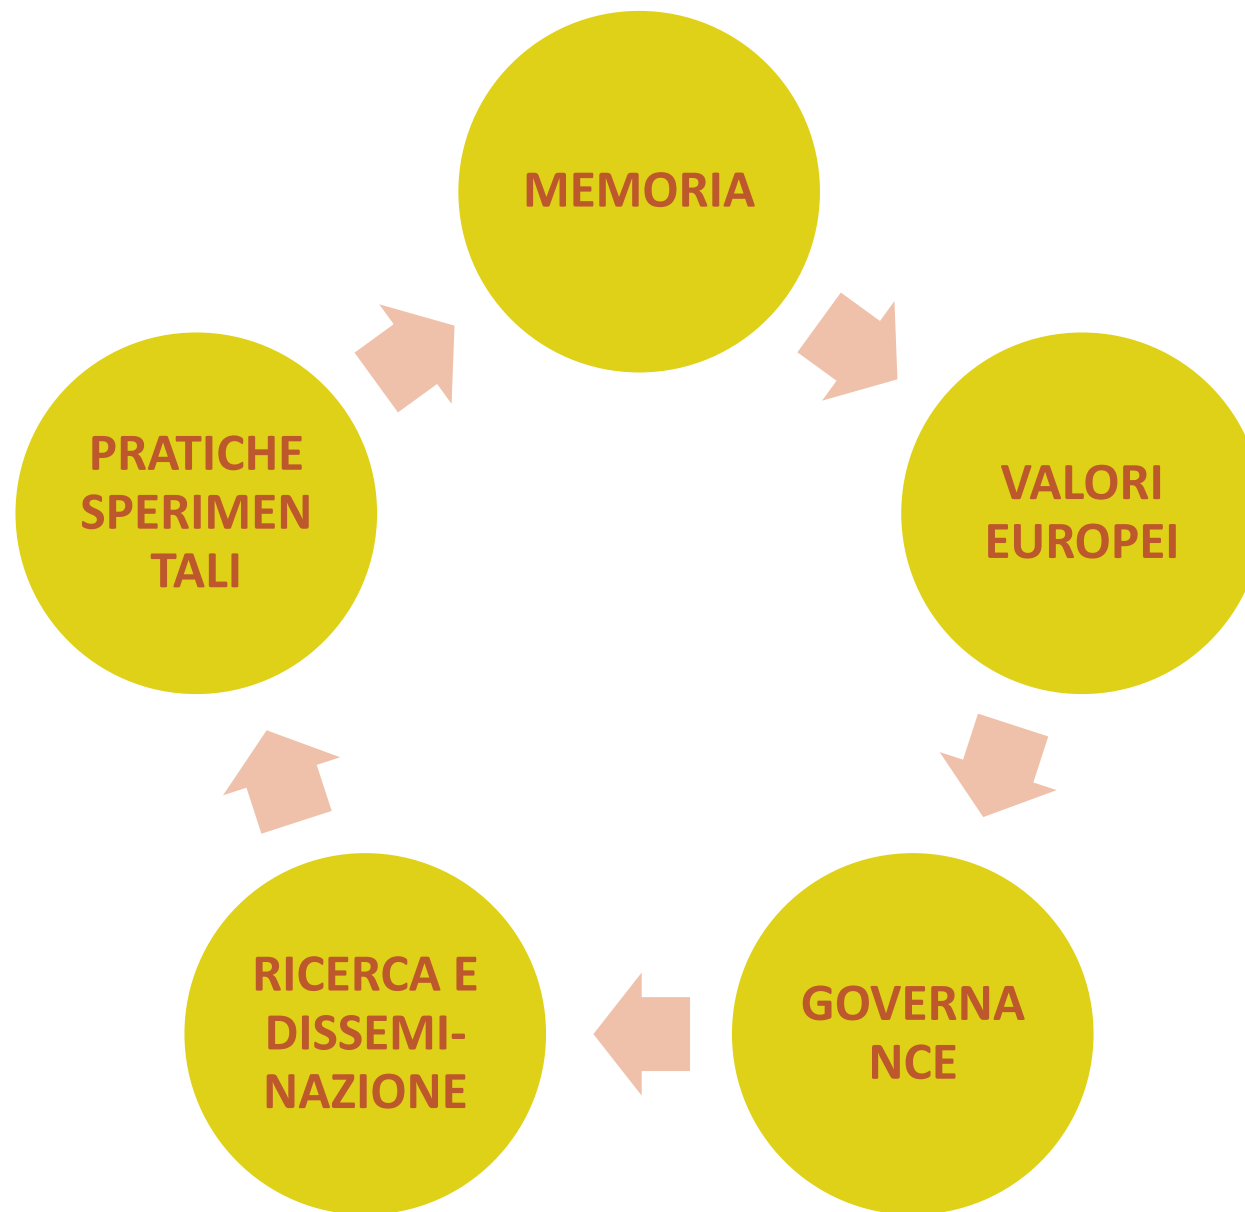 MEMORIA
VALORI
EUROPEI
GOVERNA
NCE
RICERCA E
DISSEMI-
NAZIONE
PRATICHE
SPERIMEN
TALI